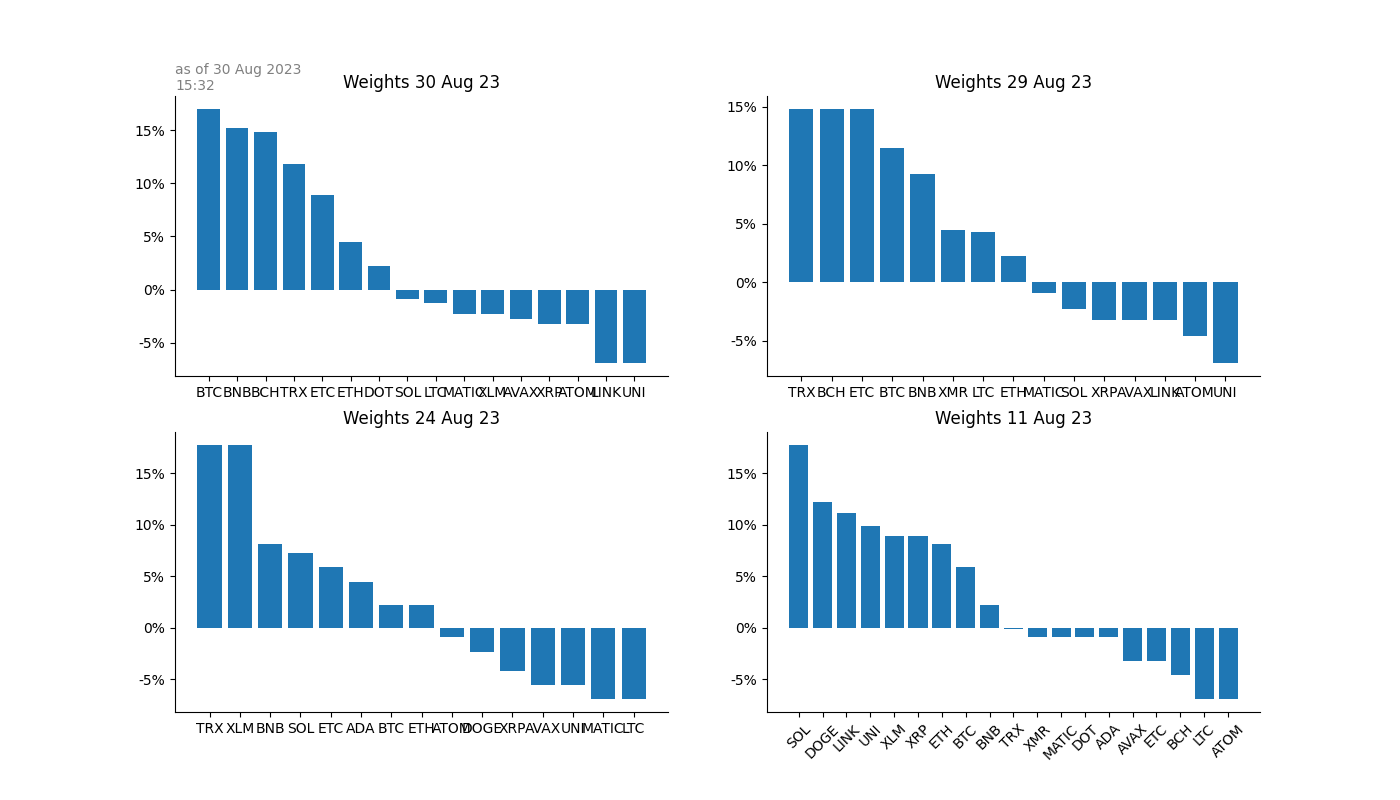 as of 30 Aug 2023
15:32
Weights 30 Aug 23
15%
10%
5%
0%
-5%
BTC BNB BCH TRX ETC ETH DOT SOL LTC MATIC XLM AVAX XRP ATOM LINK UNI
Weights 29 Aug 23
15%
10%
5%
0%
-5%
TRX BCH ETC BTC BNB XMR LTC ETH MATIC SOL XRP AVAX LINK ATOM UNI
Weights 24 Aug 23
15%
10%
5%
0%
-5%
TRX XLM BNB SOL ETC ADA BTC ETH ATOM DOGE XRP AVAX UNI MATIC LTC
Weights 11 Aug 23
15%
10%
5%
0%
-5%
SOL DOGE LINK UNI XLM XRP ETH BTC BNB TRX XMR MATIC DOT ADA AVAX ETC BCH LTC ATOM